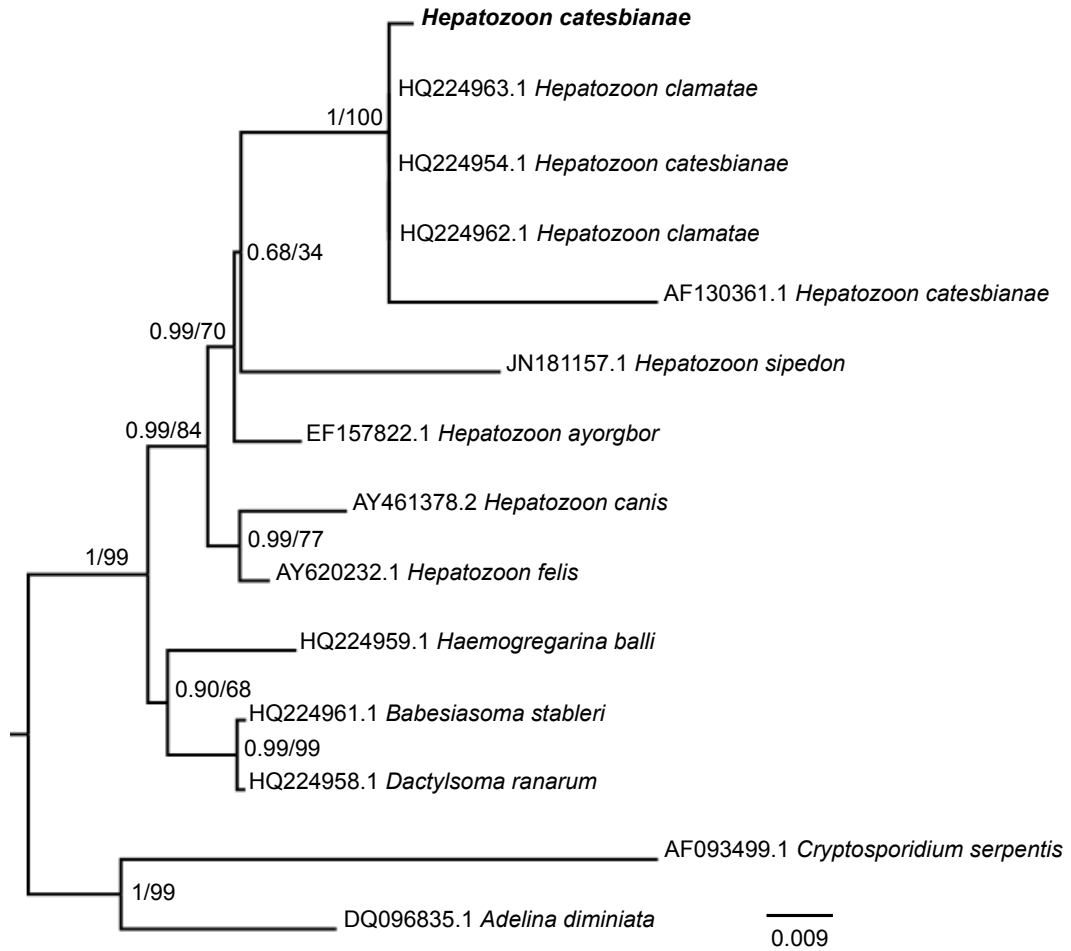 Hepatozoon catesbianae
HQ224963.1 Hepatozoon clamatae
1/100
HQ224954.1 Hepatozoon catesbianae
HQ224962.1 Hepatozoon clamatae
0.68/34
AF130361.1 Hepatozoon catesbianae
0.99/70
JN181157.1 Hepatozoon sipedon
0.99/84
EF157822.1 Hepatozoon ayorgbor
AY461378.2 Hepatozoon canis
0.99/77
1/99
AY620232.1 Hepatozoon felis
HQ224959.1 Haemogregarina balli
0.90/68
HQ224961.1 Babesiasoma stableri
0.99/99
HQ224958.1 Dactylsoma ranarum
AF093499.1 Cryptosporidium serpentis
1/99
DQ096835.1 Adelina diminiata
0.009